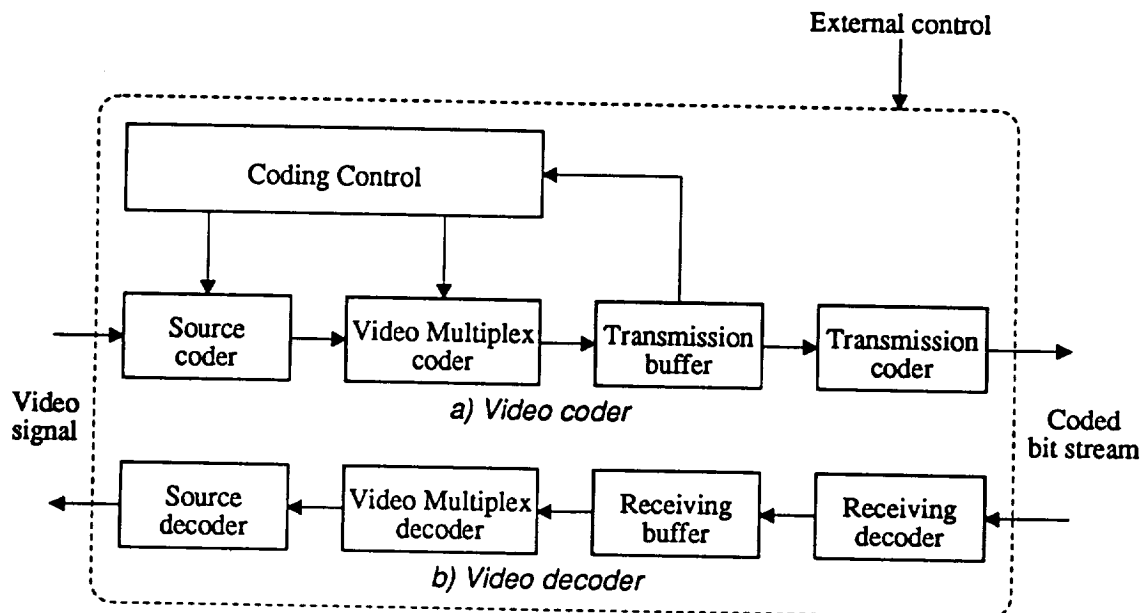 External control
Coding Control
Source
coder
Video Multiplex
coder
Transmission
buffer
Transmission
coder
a) Video coder
Video
signal
Coded
bit stream
Source
decoder
Video Multiplex
decoder
Receiving
buffer
Receiving
decoder
b) Video decoder